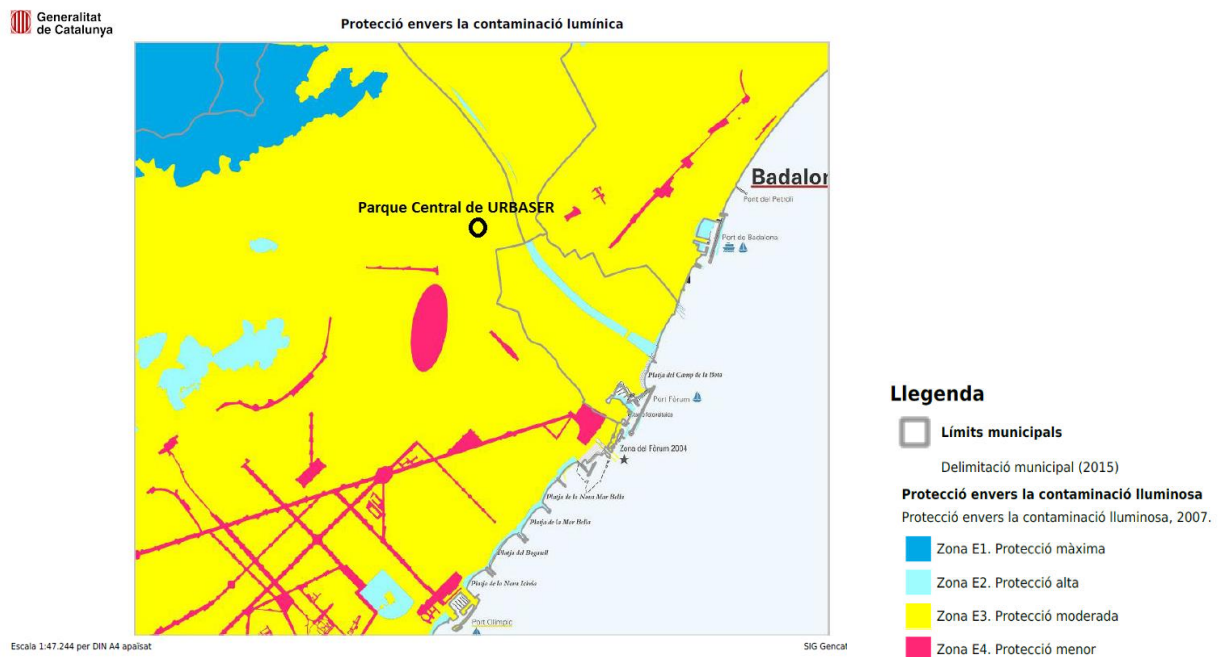 Generalitat
de Catalunya
Protecció envers la contaminació lumínica
Badalon
Port del Petroli
Parque Central de URBASER
Port de Badalona
Platja del Camp de la Bota
Port Fòrum
Zona del Fòrum 2004
Platja de la Nova Mar Bella
Platja de la Mar Bella
Platja del Bogatell
Platja de la Nova Icària
Port Olímpic
Escala 1:47.244 per DIN A4 apaïsat
SIG Gencat
Llegenda
Límits municipals
Delimitació municipal (2015)
Protecció envers la contaminació lluminosa
Protecció envers la contaminació lluminosa, 2007.
Zona E1. Protecció màxima
Zona E2. Protecció alta
Zona E3. Protecció moderada
Zona E4. Protecció menor